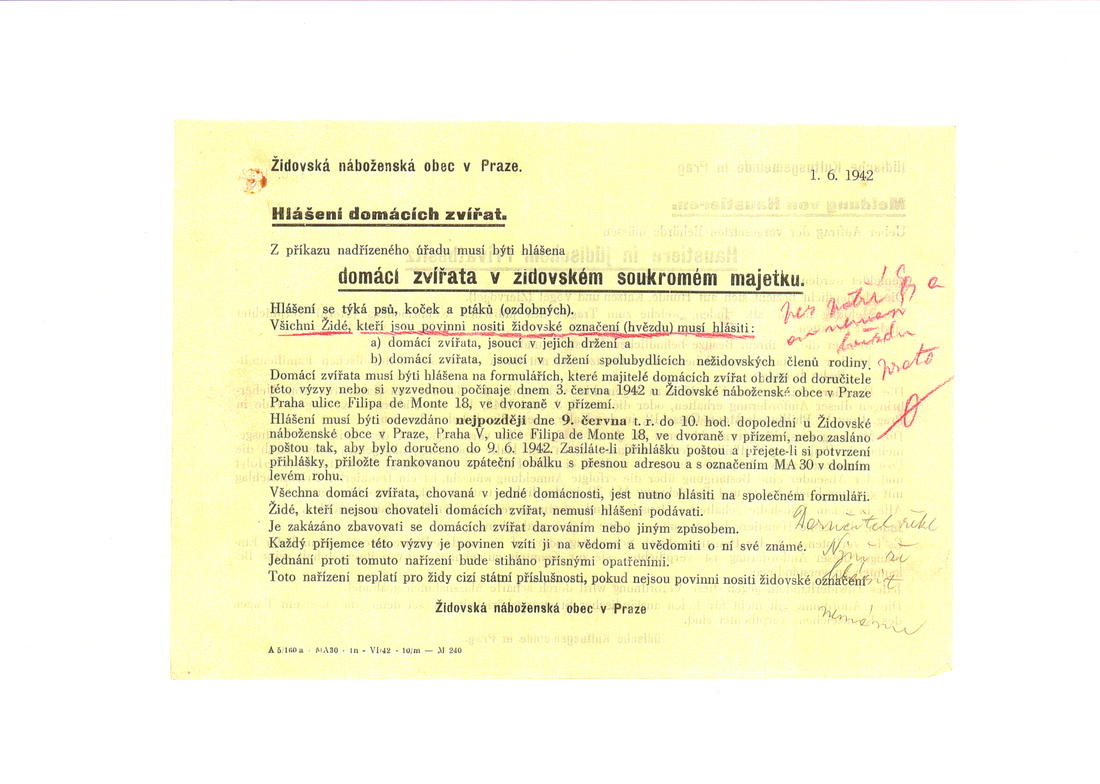 Židovská náboženská obec v Praze.
1. 6. 1942
Hlášení domácích zvířat.
Z příkazu nadřízeného úřadu musí býti hlášena
domácí zvířata v židovském soukromém majetku.
Hlášení se týká psů, koček a ptáků (ozdobných).
Všichni Židé, kteří jsou povinni nositi židovské označení (hvězdu) musí hlásiti:
a) domácí zvířata, jsoucí v jejich držení a
b) domácí zvířata, jsoucí v držení spolubydlících nežidovských členů rodiny.
Domácí zvířata musí býti hlášena na formulářích, které majitelé domácích zvířat obdrží od doručitele
této výzvy nebo si vyzvednou počínaje dnem 3. června 1942 u Židovské náboženské obce v Praze
Praha ulice Filipa de Monte 18, ve dvoraně v přízemí.
Hlášení musí býti odevzdáno nejpozději dne 9. června t. r. do 10. hod. dopoledni u Židovské
náboženské obce v Praze, Praha V, ulice Filipa de Monte 18, ve dvoraně v přízemí, nebo zasláno
poštou tak, aby bylo doručeno do 9. 6. 1942. Zasíláte-li přihlášku poštou a přejete-li si potvrzení
přihlášky, přiložte frankovanou zpáteční obálku s přesnou adresou a s označením MA 30 v dolním
levém rohu.
Všechna domácí zvířata, chovaná v jedné domácnosti, jest nutno hlásiti na společném formuláři.
Židé, kteří nejsou chovateli domácích zvířat, nemusí hlášení podávati.
Je zakázáno zbavovati se domácích zvířat darováním nebo jiným způsobem.
Každý příjemce této výzvy je povinen vzíti ji na vědomí a uvědomiti o ní své známé.
Jednání proti tomuto nařízení bude stiháno přísnými opatřeními.
Toto nařízení neplatí pro židy cizí státní příslušnosti, pokud nejsou povinni nositi židovské označení
Židovská náboženská obec v Praze
A 5/160 a - MA30 - 1n - VI/42 - 10/m — M 240
hvězdu
proto